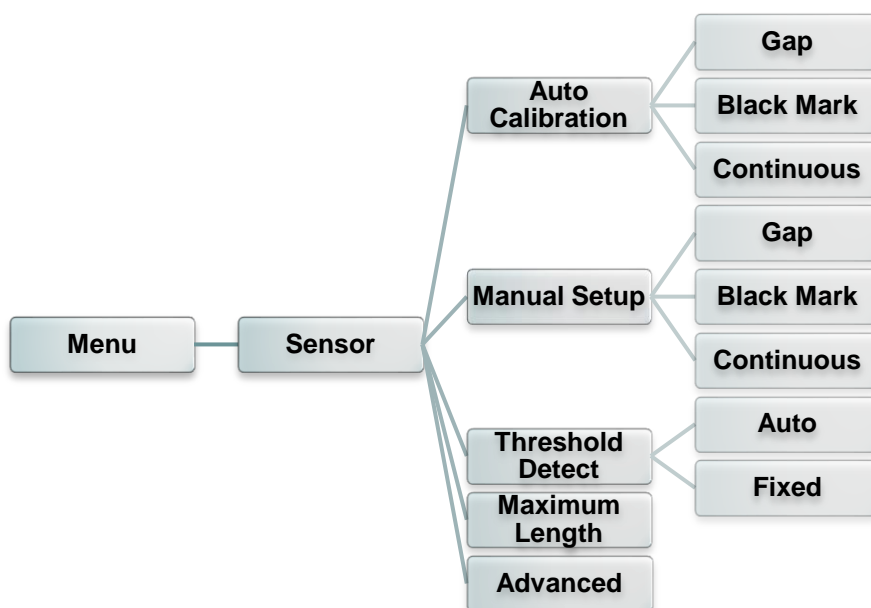 Menu
Sensor
Auto
Calibration
Gap
Black Mark
Continuous
Manual Setup
Gap
Black Mark
Continuous
Threshold
Detect
Auto
Fixed
Maximum
Length
Advanced